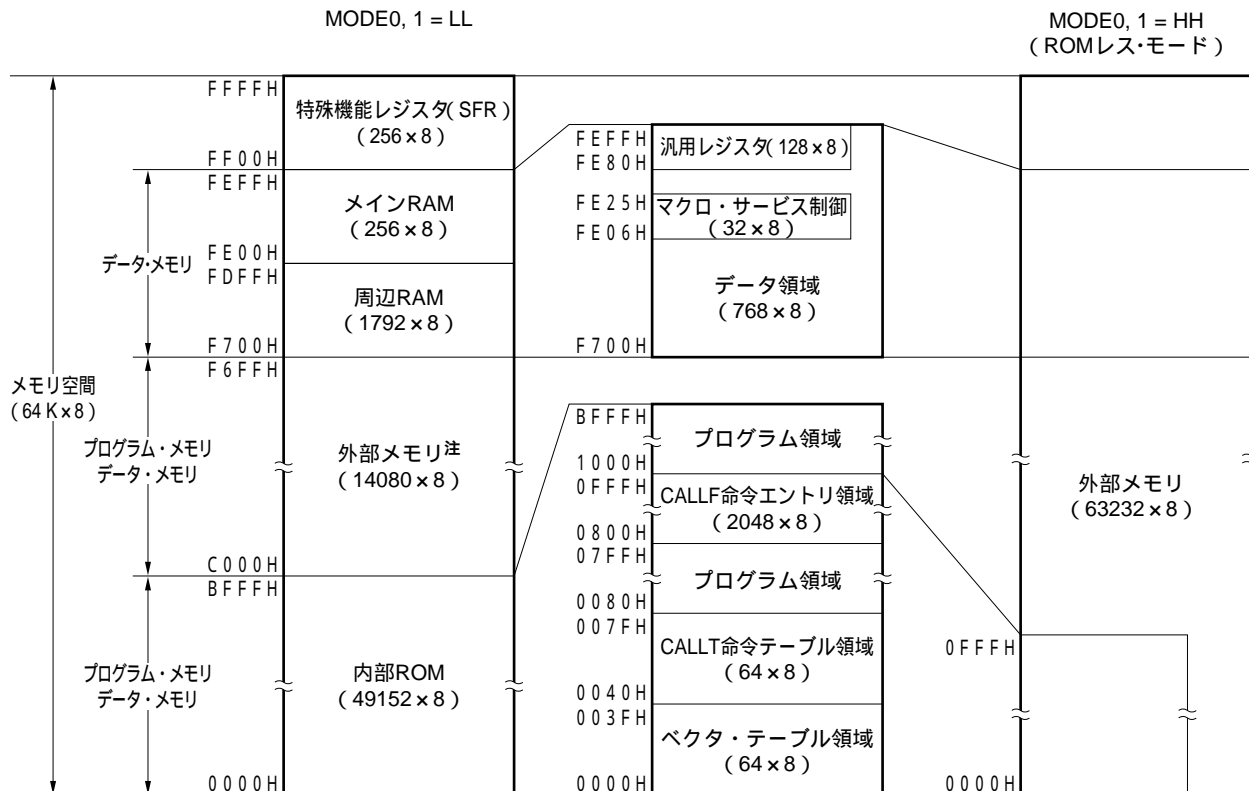 MODE0, 1 = LL
MODE0, 1 = HH
（ROMレス・モード）
メモリ空間
（64 K×8）
データ・メモリ
プログラム・メモリ
データ・メモリ
プログラム・メモリ
データ・メモリ
FFFFH
特殊機能レジスタ（SFR）
（256×8）
FF00H
FEFFH
メインRAM
（256×8）
FE00H
FDFFH
周辺RAM
（1792×8）
F700H
F6FFH
外部メモリ注
（14080×8）
C000H
BFFFH
内部ROM
（49152×8）
0000H
FEFFH
汎用レジスタ（128×8）
FE80H
FE25H
マクロ・サービス制御
（32×8）
FE06H
データ領域
（768×8）
F700H
BFFFH
プログラム領域
1000H
0FFFH
CALLF命令エントリ領域
（2048×8）
0800H
07FFH
プログラム領域
0080H
007FH
CALLT命令テーブル領域
（64×8）
0040H
003FH
ベクタ・テーブル領域
（64×8）
0000H
外部メモリ
（63232×8）
0FFFH
0000H